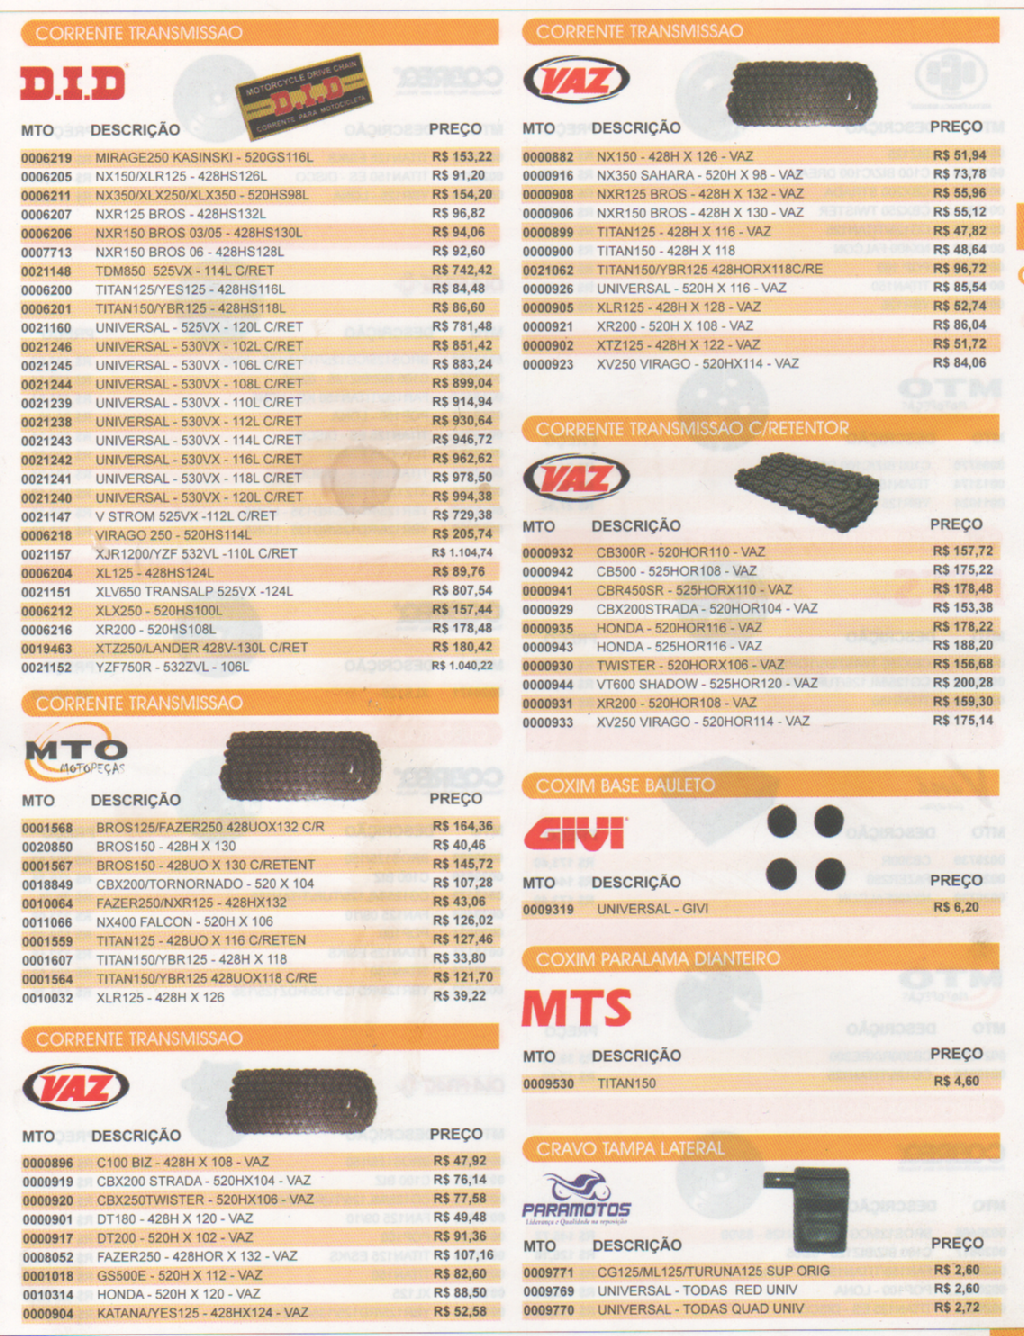 CORRENTE TRANSMISSAO
D.I.D
MOTORCYCLE DRIVE CHAIN
D.I.D
CORRENTE PARA MOTOCICLETA
MTO DESCRIÇÃO PREÇO
0006219 MIRAGE250 KASINSKI - 520GS116L R$ 153,22
0006205 NX150/XLR125 - 428HS126L R$ 91,20
0006211 NX350/XLX250/XLX350 - 520HS98L R$ 154,20
0006207 NXR125 BROS - 428HS132L R$ 96,82
0006206 NXR150 BROS 03/05 - 428HS130L R$ 94,06
0007713 NXR150 BROS 06 - 428HS128L R$ 92,60
0021148 TDM850 525VX - 114L C/RET R$ 742,42
0006200 TITAN125/YES125 - 428HS116L R$ 84,48
0006201 TITAN150/YBR125 - 428HS118L R$ 86,60
0021160 UNIVERSAL - 525VX - 120L C/RET R$ 781,48
0021246 UNIVERSAL - 530VX - 102L C/RET R$ 851,42
0021245 UNIVERSAL - 530VX - 106L C/RET R$ 883,24
0021244 UNIVERSAL - 530VX - 108L C/RET R$ 899,04
0021239 UNIVERSAL - 530VX - 110L C/RET R$ 914,94
0021238 UNIVERSAL - 530VX - 112L C/RET R$ 930,64
0021243 UNIVERSAL - 530VX - 114L C/RET R$ 946,72
0021242 UNIVERSAL - 530VX - 116L C/RET R$ 962,62
0021241 UNIVERSAL - 530VX - 118L C/RET R$ 978,50
0021240 UNIVERSAL - 530VX - 120L C/RET R$ 994,38
0021147 V STROM 525VX -112L C/RET R$ 729,38
0006218 VIRAGO 250 - 520HS114L R$ 205,74
0021157 XJR1200/YZF 532VL -110L C/RET R$ 1.104,74
0006204 XL125 - 428HS124L R$ 89,76
0021151 XLV650 TRANSALP 525VX -124L R$ 807,54
0006212 XLX250 - 520HS100L R$ 157,44
0006216 XR200 - 520HS108L R$ 178,48
0019463 XTZ250/LANDER 428V-130L C/RET R$ 180,42
0021152 YZF750R - 532ZVL - 106L R$ 1.040,22
CORRENTE TRANSMISSAO
MTO
MOTOPEÇAS
MTO DESCRIÇÃO PREÇO
0001568 BROS125/FAZER250 428UOX132 C/R R$ 164,36
0020850 BROS150 - 428H X 130 R$ 40,46
0001567 BROS150 - 428UO X 130 C/RETENT R$ 145,72
0018849 CBX200/TORNORNADO - 520 X 104 R$ 107,28
0010064 FAZER250/NXR125 - 428HX132 R$ 43,06
0011066 NX400 FALCON - 520H X 106 R$ 126,02
0001559 TITAN125 - 428UO X 116 C/RETEN R$ 127,46
0001607 TITAN150/YBR125 - 428H X 118 R$ 33,80
0001564 TITAN150/YBR125 428UOX118 C/RE R$ 121,70
0010032 XLR125 - 428H X 126 R$ 39,22
CORRENTE TRANSMISSAO
VAZ
MTO DESCRIÇÃO PREÇO
0000896 C100 BIZ - 428H X 108 - VAZ R$ 47,92
0000919 CBX200 STRADA - 520HX104 - VAZ R$ 76,14
0000920 CBX250TWISTER - 520HX106 - VAZ R$ 77,58
0000901 DT180 - 428H X 120 - VAZ R$ 49,48
0000917 DT200 - 520H X 102 - VAZ R$ 91,36
0008052 FAZER250 - 428HOR X 132 - VAZ R$ 107,16
0001018 GS500E - 520H X 112 - VAZ R$ 82,60
0010314 HONDA - 520H X 120 - VAZ R$ 88,50
0000904 KATANA/YES125 - 428HX124 - VAZ R$ 52,58
CORRENTE TRANSMISSAO
VAZ
MTO DESCRIÇÃO PREÇO
0000882 NX150 - 428H X 126 - VAZ R$ 51,94
0000916 NX350 SAHARA - 520H X 98 - VAZ R$ 73,78
0000908 NXR125 BROS - 428H X 132 - VAZ R$ 55,96
0000906 NXR150 BROS - 428H X 130 - VAZ R$ 55,12
0000899 TITAN125 - 428H X 116 - VAZ R$ 47,82
0000900 TITAN150 - 428H X 118 R$ 48,64
0021062 TITAN150/YBR125 428HORX118C/RE R$ 96,72
0000926 UNIVERSAL - 520H X 116 - VAZ R$ 85,54
0000905 XLR125 - 428H X 128 - VAZ R$ 52,74
0000921 XR200 - 520H X 108 - VAZ R$ 86,04
0000902 XTZ125 - 428H X 122 - VAZ R$ 51,72
0000923 XV250 VIRAGO - 520HX114 - VAZ R$ 84,06
CORRENTE TRANSMISSAO C/RETENTOR
VAZ
MTO DESCRIÇÃO PREÇO
0000932 CB300R - 520HOR110 - VAZ R$ 157,72
0000942 CB500 - 525HOR108 - VAZ R$ 175,22
0000941 CBR450SR - 525HORX110 - VAZ R$ 178,48
0000929 CBX200STRADA - 520HOR104 - VAZ R$ 153,38
0000935 HONDA - 520HOR116 - VAZ R$ 178,22
0000943 HONDA - 525HOR116 - VAZ R$ 188,20
0000930 TWISTER - 520HORX106 - VAZ R$ 156,68
0000944 VT600 SHADOW - 525HOR120 - VAZ R$ 200,28
0000931 XR200 - 520HOR108 - VAZ R$ 159,30
0000933 XV250 VIRAGO - 520HOR114 - VAZ R$ 175,14
COXIM BASE BAULETO
GIVI
MTO DESCRIÇÃO PREÇO
0009319 UNIVERSAL - GIVI R$ 6,20
COXIM PARALAMA DIANTEIRO
MTS
MTO DESCRIÇÃO PREÇO
0009530 TITAN150 R$ 4,60
CRAVO TAMPA LATERAL
PARAMOTOS
Liderança e Qualidade na reposição
MTO DESCRIÇÃO PREÇO
0009771 CG125/ML125/TURUNA125 SUP ORIG R$ 2,60
0009769 UNIVERSAL - TODAS RED UNIV R$ 2,60
0009770 UNIVERSAL - TODAS QUAD UNIV R$ 2,72